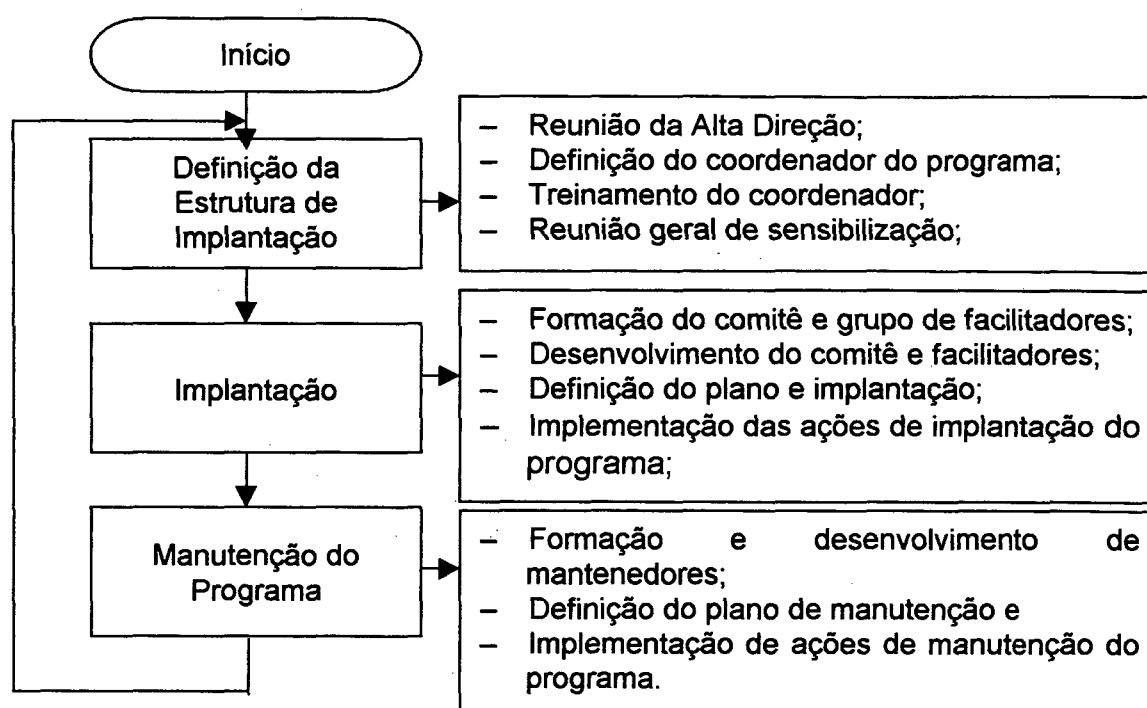 Início
Definição da
Estrutura de
Implantação
– Reunião da Alta Direção;
– Definição do coordenador do programa;
– Treinamento do coordenador;
– Reunião geral de sensibilização;
Implantação
– Formação do comitê e grupo de facilitadores;
– Desenvolvimento do comitê e facilitadores;
– Definição do plano e implantação;
– Implementação das ações de implantação do
programa;
Manutenção do
Programa
– Formação e desenvolvimento de
mantenedores;
– Definição do plano de manutenção e
– Implementação de ações de manutenção do
programa.